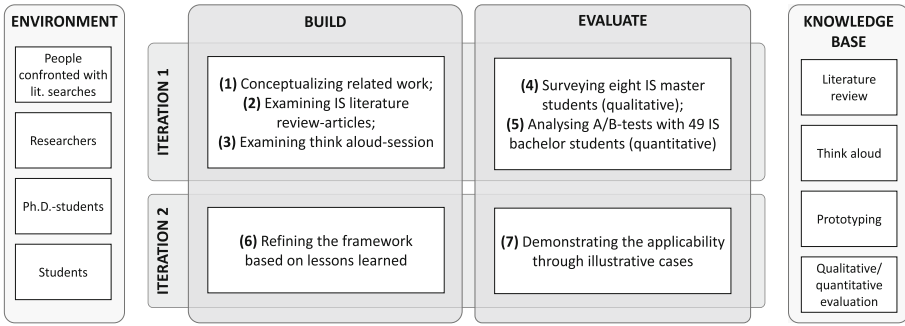 ENVIRONMENT
People
confronted with
lit. searches
Researchers
Ph.D.-students
Students
BUILD
EVALUATE
ITERATION 1
(1) Conceptualizing related work;
(2) Examining IS literature
review-articles;
(3) Examining think aloud-session
(4) Surveying eight IS master
students (qualitative);
(5) Analysing A/B-tests with 49 IS
bachelor students (quantitative)
ITERATION 2
(6) Refining the framework
based on lessons learned
(7) Demonstrating the applicability
through illustrative cases
KNOWLEDGE
BASE
Literature
review
Think aloud
Prototyping
Qualitative/
quantitative
evaluation